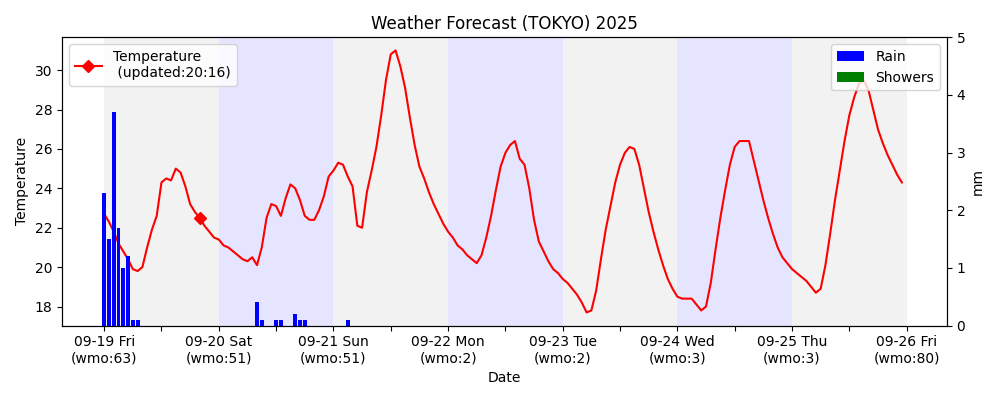 Weather Forecast (TOKYO) 2025
Temperature
(updated:20:16)
Rain
Showers
30
28
26
24
22
20
18
Temperature
5
4
3
2
1
0
mm
09-19 Fri
(wmo:63)
09-20 Sat
(wmo:51)
09-21 Sun
(wmo:51)
09-22 Mon
(wmo:2)
09-23 Tue
(wmo:2)
09-24 Wed
(wmo:3)
09-25 Thu
(wmo:3)
09-26 Fri
(wmo:80)
Date